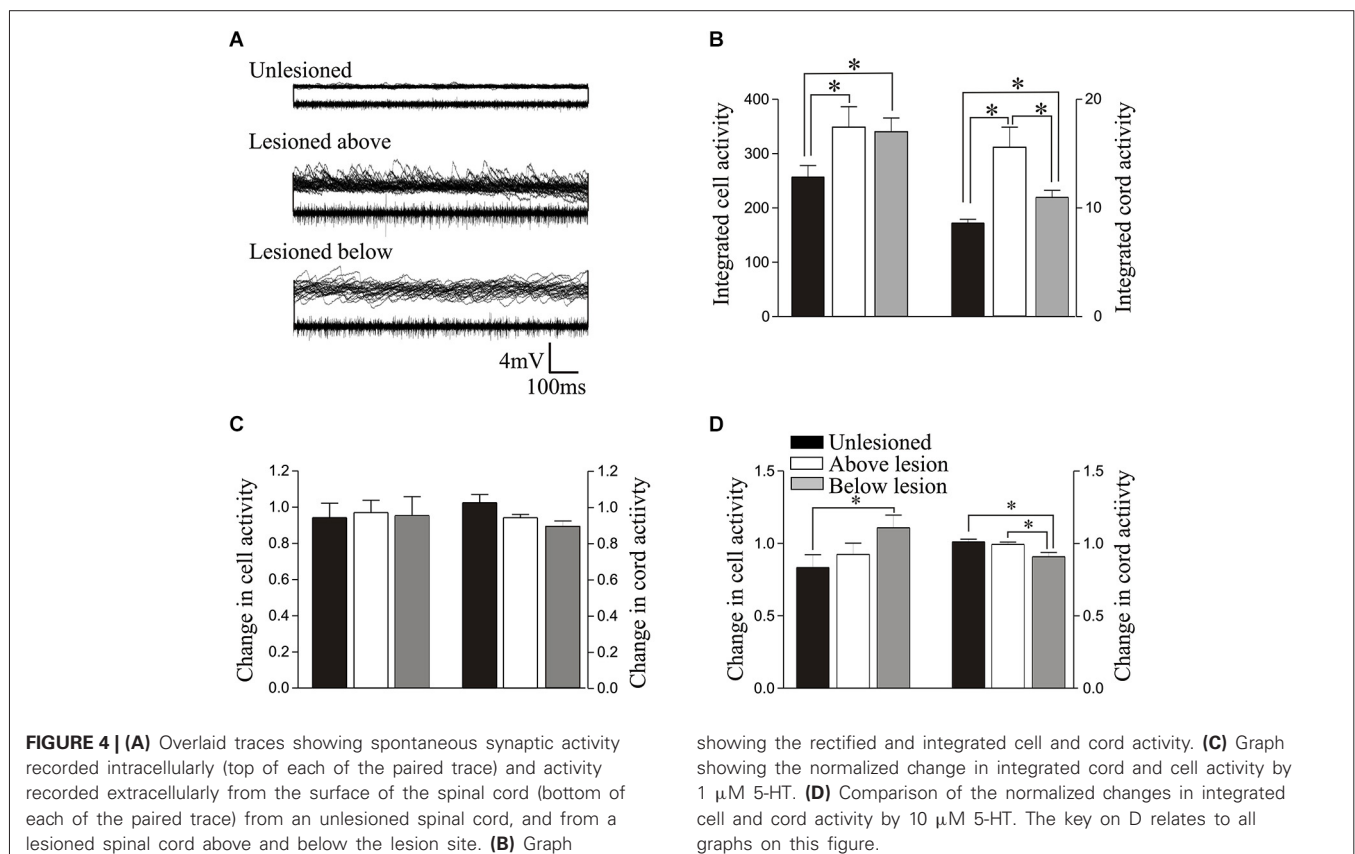 A
Unlesioned
Lesioned above
Lesioned below
4mV
100ms
B
Integrated cell activity
400
300
200
100
0
* * * * *
20
10
0
Integrated cord activity
C
Change in cell activity
1.2
1.0
0.8
0.6
0.4
0.2
0.0
1.2
1.0
0.8
0.6
0.4
0.2
0.0
Change in cord activity
D
Unlesioned
Above lesion
Below lesion
Change in cell activity
1.5
1.0
0.5
0.0
* * *
1.5
1.0
0.5
0.0
Change in cord activity
FIGURE 4 | (A) Overlaid traces showing spontaneous synaptic activity
recorded intracellularly (top of each of the paired trace) and activity
recorded extracellularly from the surface of the spinal cord (bottom of
each of the paired trace) from an unlesioned spinal cord, and from a
lesioned spinal cord above and below the lesion site. (B) Graph
showing the rectified and integrated cell and cord activity. (C) Graph
showing the normalized change in integrated cord and cell activity by
1 μM 5-HT. (D) Comparison of the normalized changes in integrated
cell and cord activity by 10 μM 5-HT. The key on D relates to all
graphs on this figure.